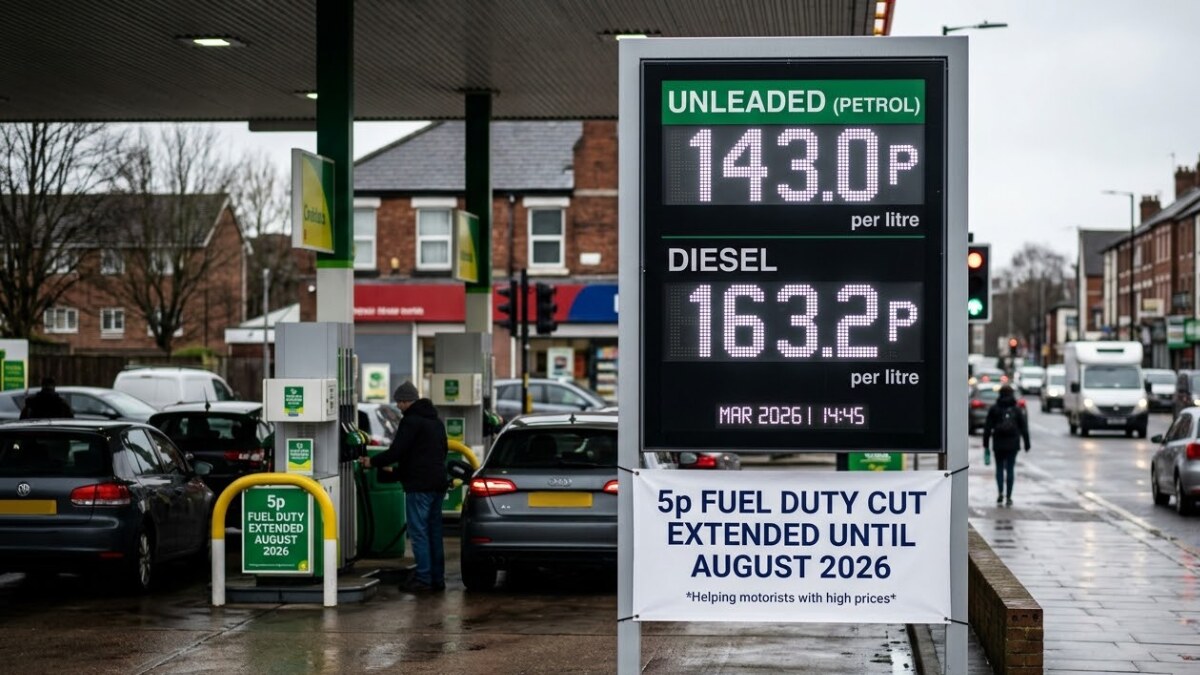 UNLEADED (PETROL)
143.0P
per litre
DIESEL
163.2P
per litre
MAR 2026 | 14:45
5p FUEL DUTY CUT
EXTENDED UNTIL
AUGUST 2026
*Helping motorists with high prices*
5p
FUEL DUTY
EXTENDED
AUGUST
2026